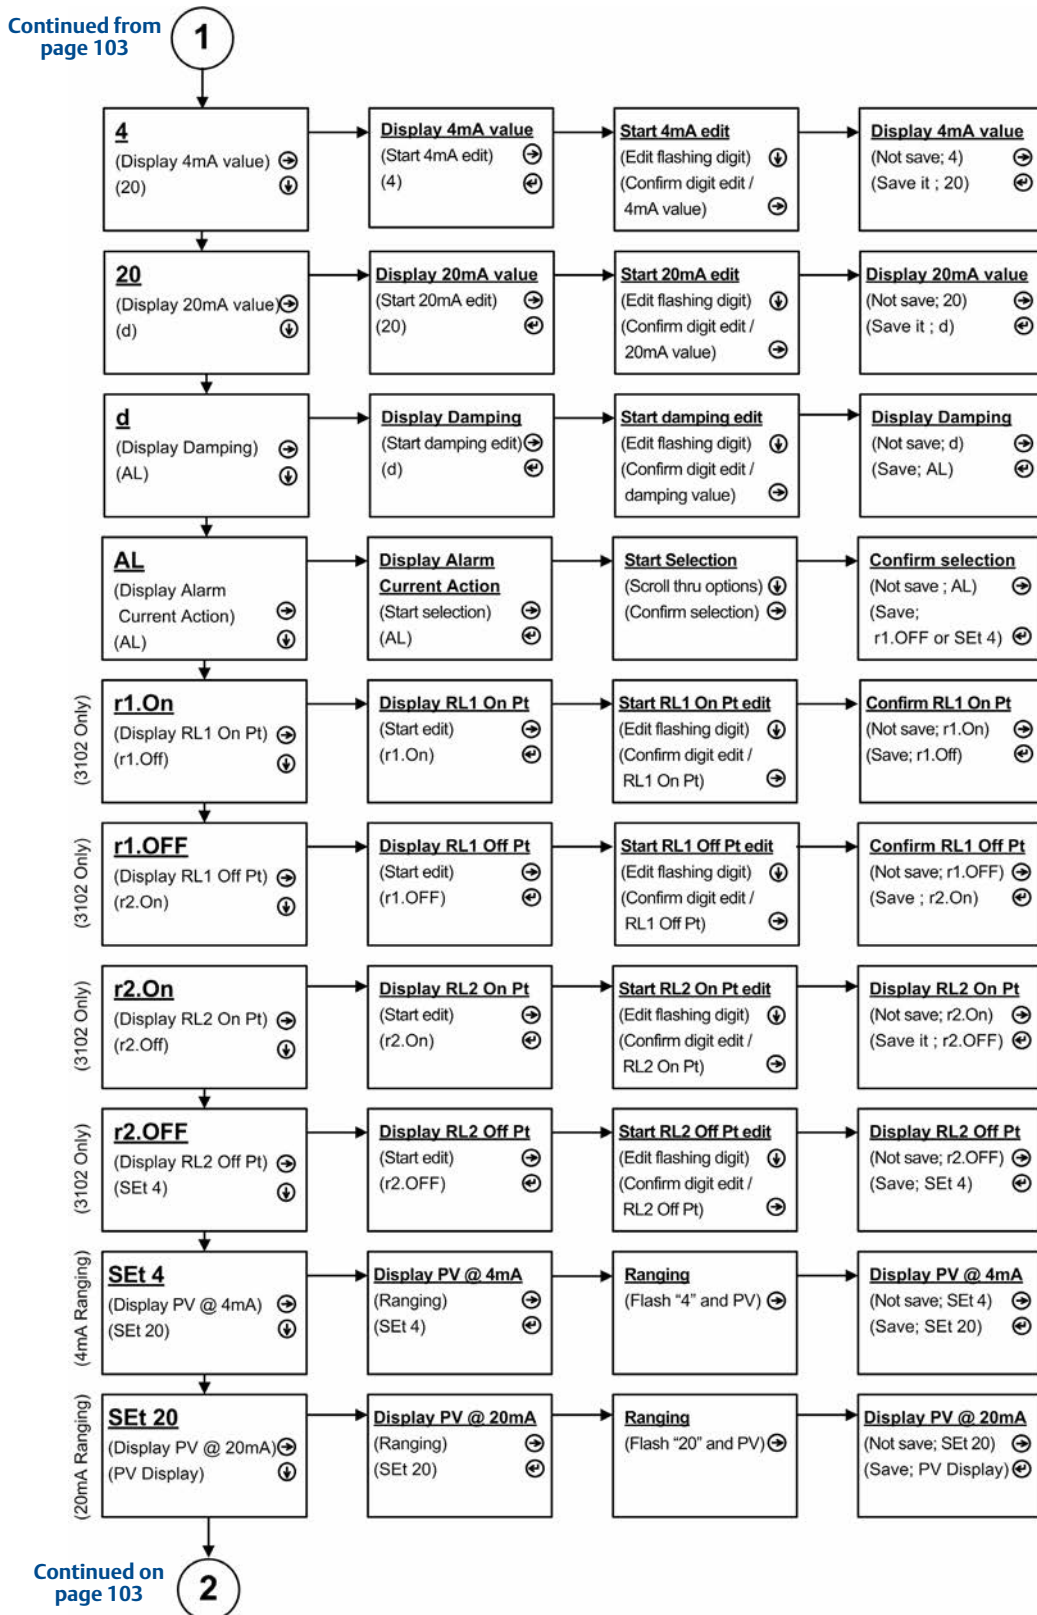 Continued from
page 103
1
4
(Display 4mA value)
(20)
Display 4mA value
(Start 4mA edit)
(4)
Start 4mA edit
(Edit flashing digit)
(Confirm digit edit /
4mA value)
Display 4mA value
(Not save; 4)
(Save it ; 20)
20
(Display 20mA value)
(d)
Display 20mA value
(Start 20mA edit)
(20)
Start 20mA edit
(Edit flashing digit)
(Confirm digit edit /
20mA value)
Display 20mA value
(Not save; 20)
(Save it ; d)
d
(Display Damping)
(AL)
Display Damping
(Start damping edit)
(d)
Start damping edit
(Edit flashing digit)
(Confirm digit edit /
damping value)
Display Damping
(Not save; d)
(Save; AL)
AL
(Display Alarm
Current Action)
(AL)
Display Alarm
Current Action
(Start selection)
(AL)
Start Selection
(Scroll thru options)
(Confirm selection)
Confirm selection
(Not save ; AL)
(Save;
r1.OFF or SEt 4)
(3102 Only)
r1.On
(Display RL1 On Pt)
(r1.Off)
Display RL1 On Pt
(Start edit)
(r1.On)
Start RL1 On Pt edit
(Edit flashing digit)
(Confirm digit edit /
RL1 On Pt)
Confirm RL1 On Pt
(Not save; r1.On)
(Save; r1.Off)
(3102 Only)
r1.OFF
(Display RL1 Off Pt)
(r2.On)
Display RL1 Off Pt
(Start edit)
(r1.OFF)
Start RL1 Off Pt edit
(Edit flashing digit)
(Confirm digit edit /
RL1 Off Pt)
Confirm RL1 Off Pt
(Not save; r1.OFF)
(Save ; r2.On)
(3102 Only)
r2.On
(Display RL2 On Pt)
(r2.Off)
Display RL2 On Pt
(Start edit)
(r2.On)
Start RL2 On Pt edit
(Edit flashing digit)
(Confirm digit edit /
RL2 On Pt)
Display RL2 On Pt
(Not save; r2.On)
(Save it ; r2.OFF)
(3102 Only)
r2.OFF
(Display RL2 Off Pt)
(SEt 4)
Display RL2 Off Pt
(Start edit)
(r2.OFF)
Start RL2 Off Pt edit
(Edit flashing digit)
(Confirm digit edit /
RL2 Off Pt)
Display RL2 Off Pt
(Not save; r2.OFF)
(Save; SEt 4)
(4mA Ranging)
SEt 4
(Display PV @ 4mA)
(SEt 20)
Display PV @ 4mA
(Ranging)
(SEt 4)
Ranging
(Flash “4” and PV)
Display PV @ 4mA
(Not save; SEt 4)
(Save; SEt 20)
(20mA Ranging)
SEt 20
(Display PV @ 20mA)
(PV Display)
Display PV @ 20mA
(Ranging)
(SEt 20)
Ranging
(Flash “20” and PV)
Display PV @ 20mA
(Not save; SEt 20)
(Save; PV Display)
Continued on
page 103
2